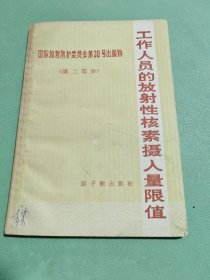 国际放射防护委员会第30号出版物
(第二部分)
工作人员的放射性核素摄入量限值
原子能出版社